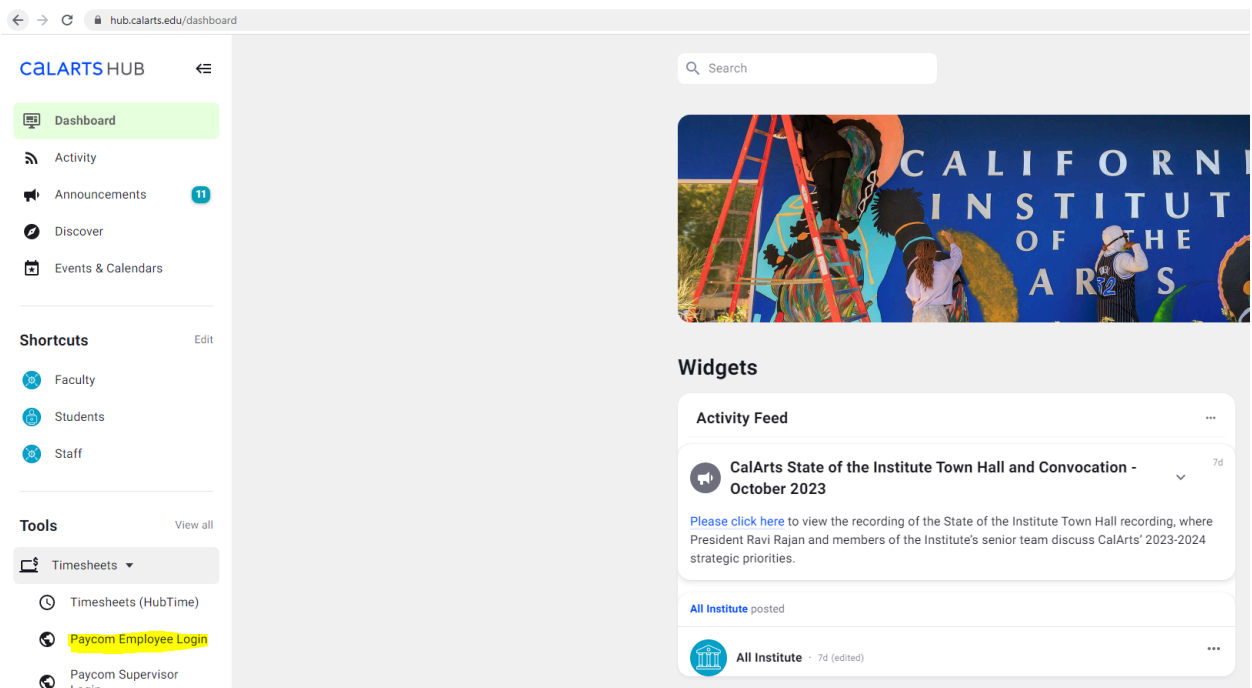 hub.calarts.edu/dashboard
CALARTS HUB
Dashboard
Activity
Announcements 11
Discover
Events & Calendars
Shortcuts Edit
Faculty
Students
Staff
Tools View all
Timesheets
Timesheets (HubTime)
Paycom Employee Login
Paycom Supervisor
Search
CALIFORNI
INSTITUT
OF THE
ARTS
32
Widgets
Activity Feed
CalArts State of the Institute Town Hall and Convocation -
October 2023
7d
Please click here to view the recording of the State of the Institute Town Hall recording, where
President Ravi Rajan and members of the Institute's senior team discuss CalArts' 2023-2024
strategic priorities.
All Institute posted
All Institute · 7d (edited)